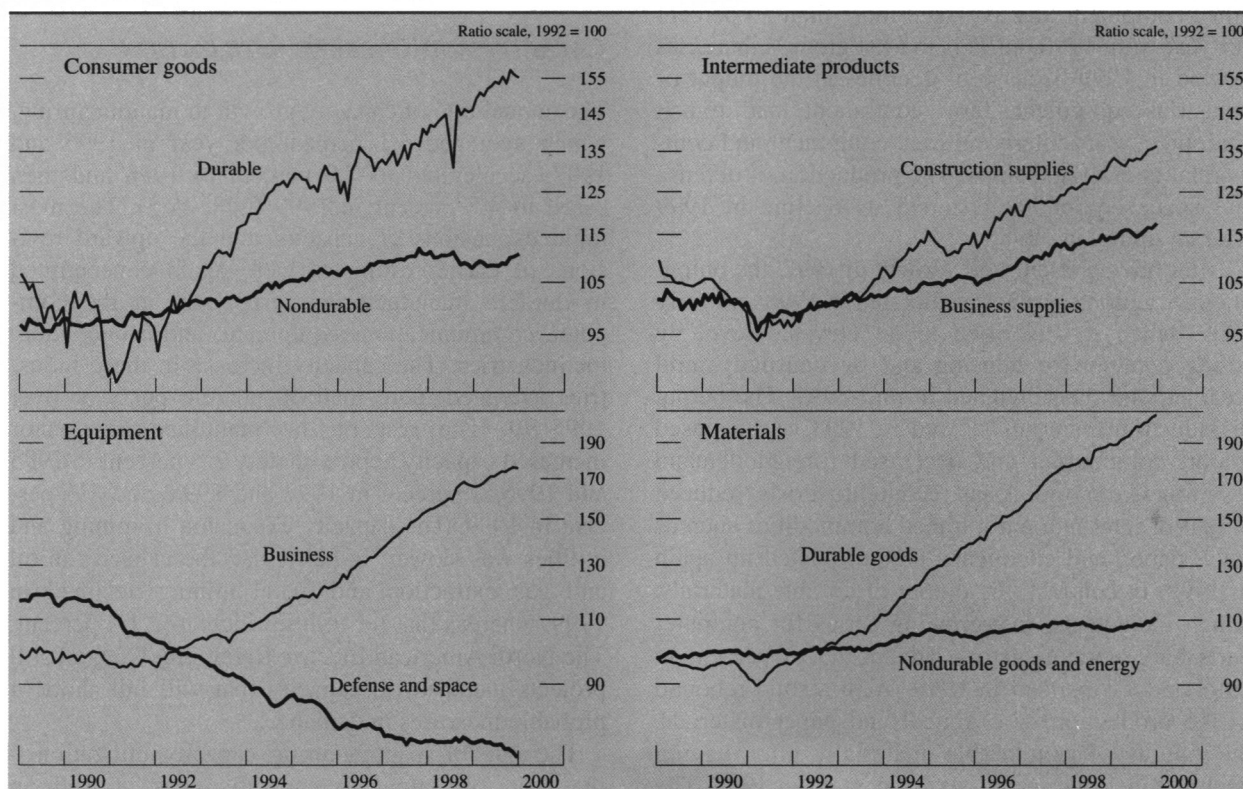 Ratio scale, 1992 = 100
Consumer goods
155
145
Durable
135
125
115
105
Nondurable
95
Ratio scale, 1992 = 100
Intermediate products
155
145
135
Construction supplies
125
115
105
Business supplies
95
Equipment
190
170
150
Business
130
110
Defense and space
90
1990 1992 1994 1996 1998 2000
Materials
190
170
150
Durable goods
130
110
Nondurable goods and energy
90
1990 1992 1994 1996 1998 2000